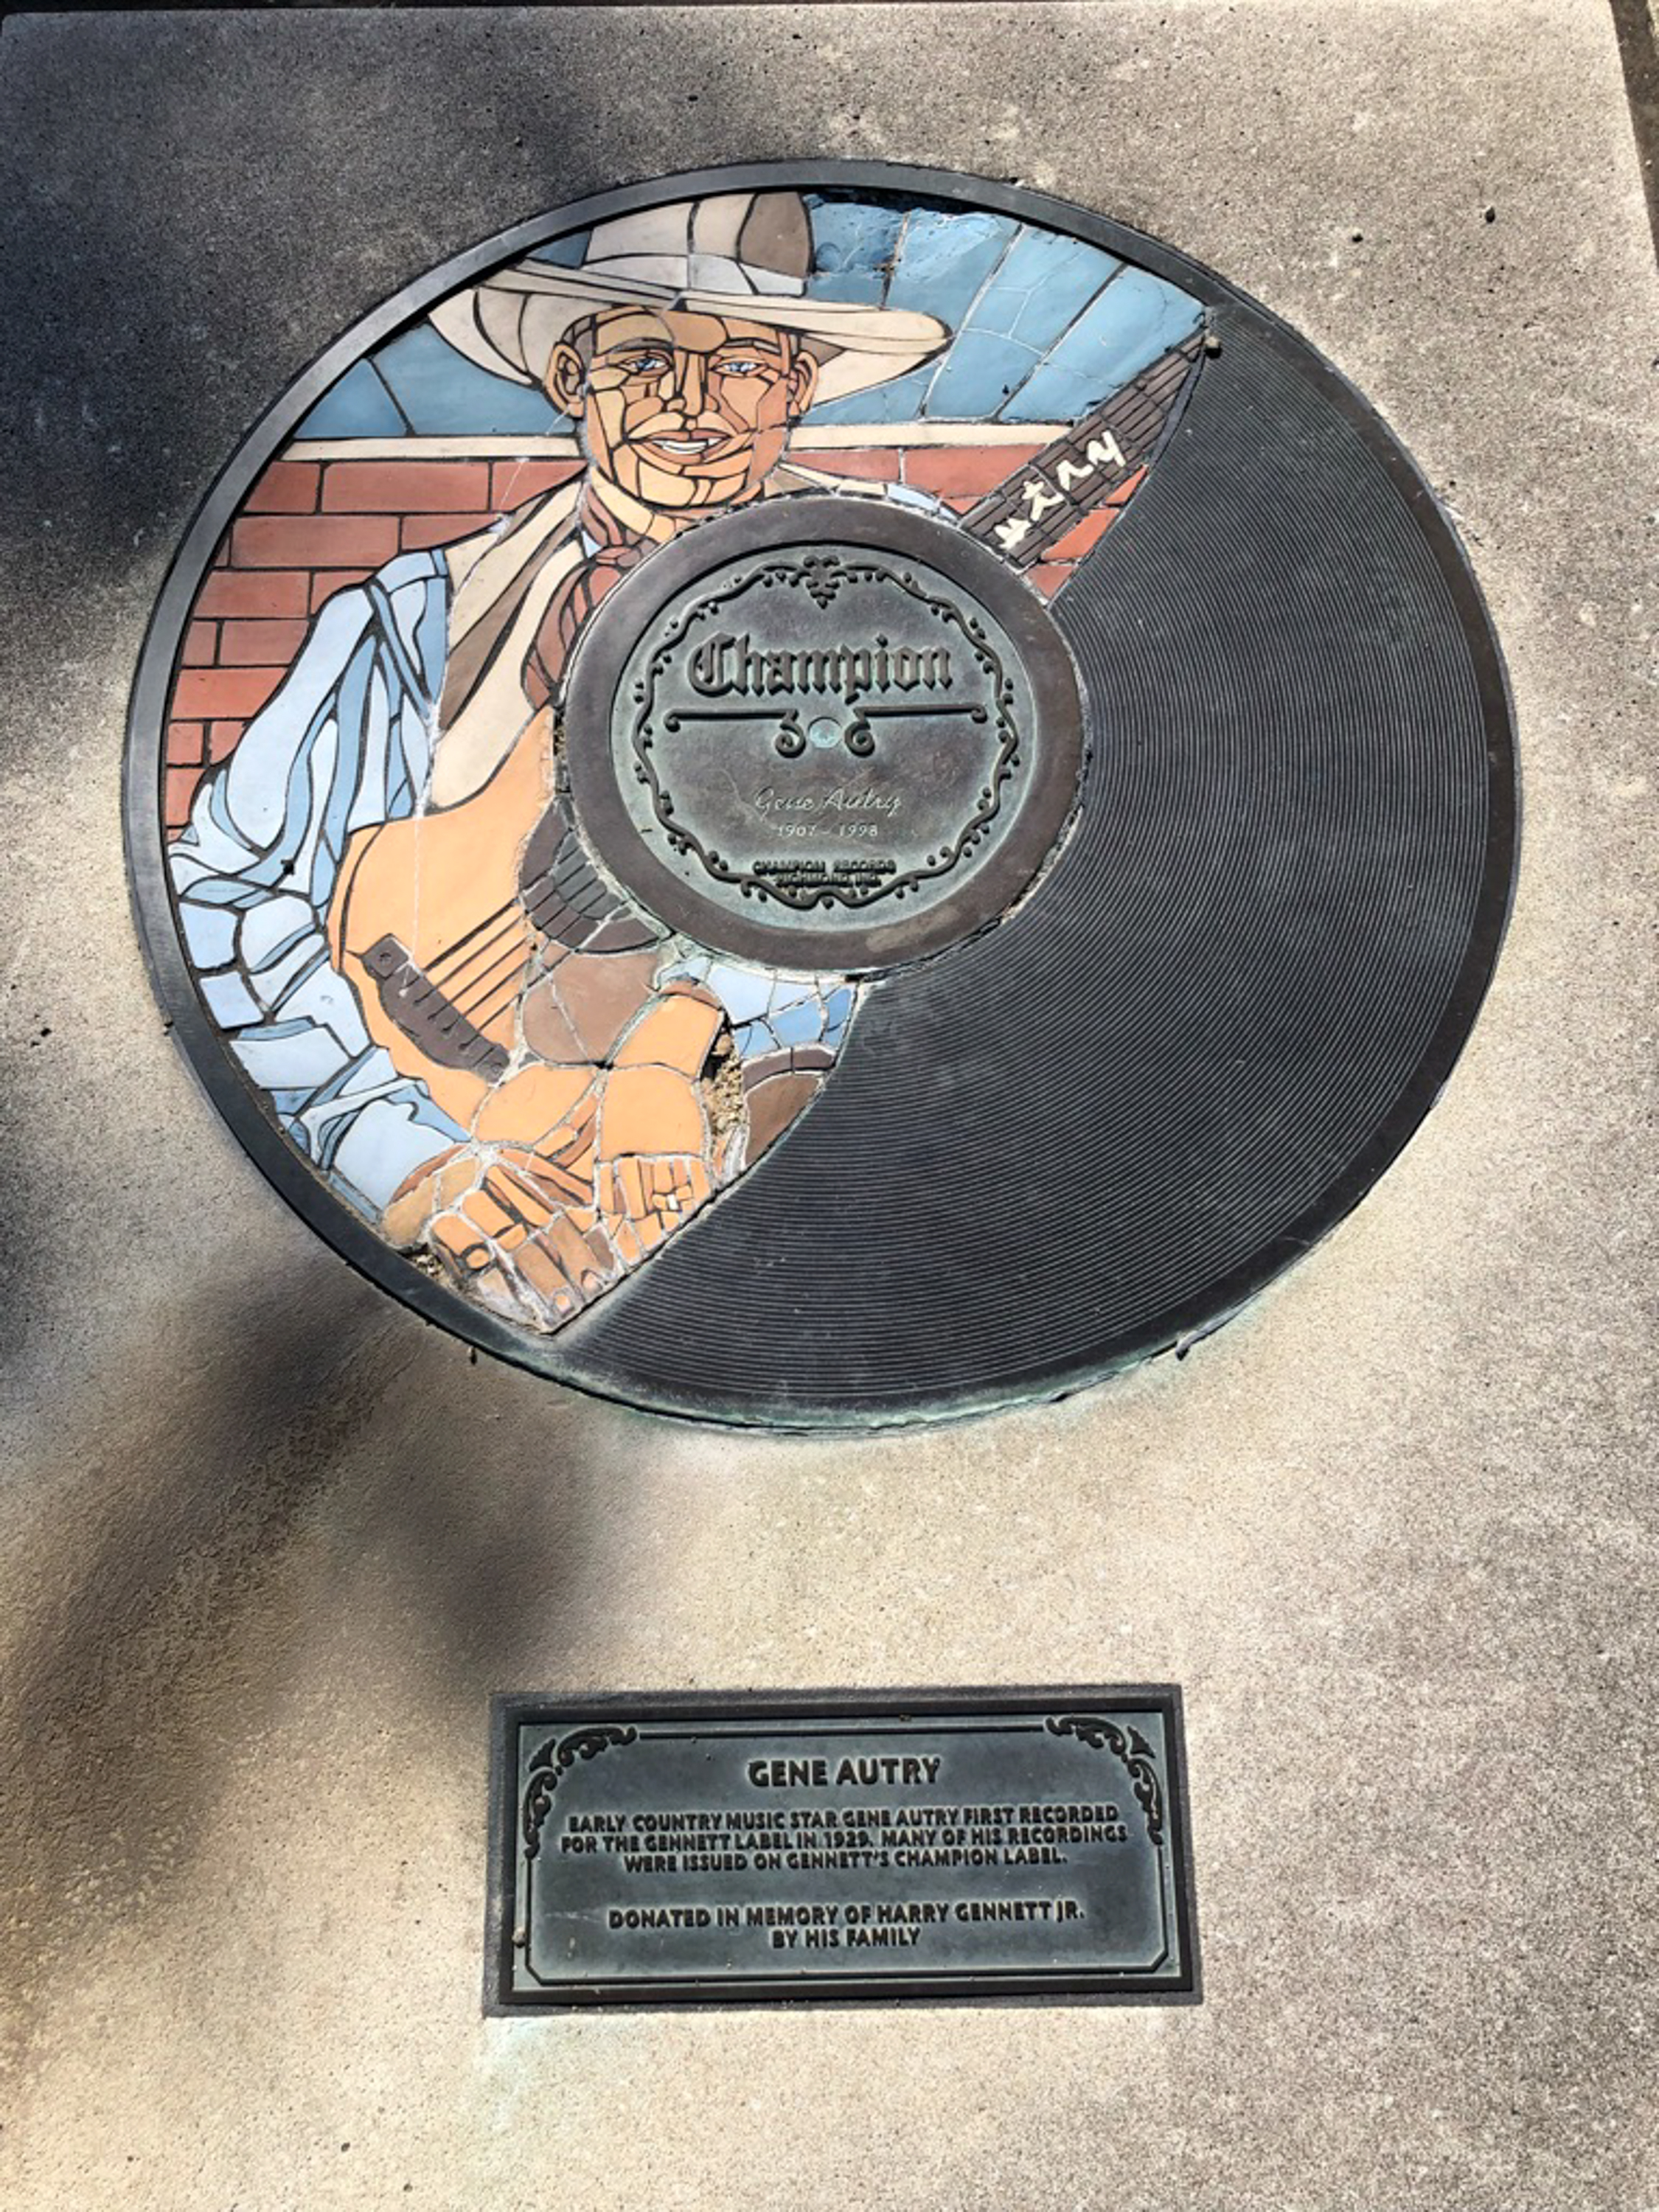 Champion
Gene Autry
1907 - 1998
CHAMPION RECORDS
RICHMOND, IND.
GENE AUTRY
EARLY COUNTRY MUSIC STAR GENE AUTRY FIRST RECORDED
FOR THE GENNETT LABEL IN 1929. MANY OF HIS RECORDINGS
WERE ISSUED ON GENNETT'S CHAMPION LABEL.
DONATED IN MEMORY OF HARRY GENNETT JR.
BY HIS FAMILY